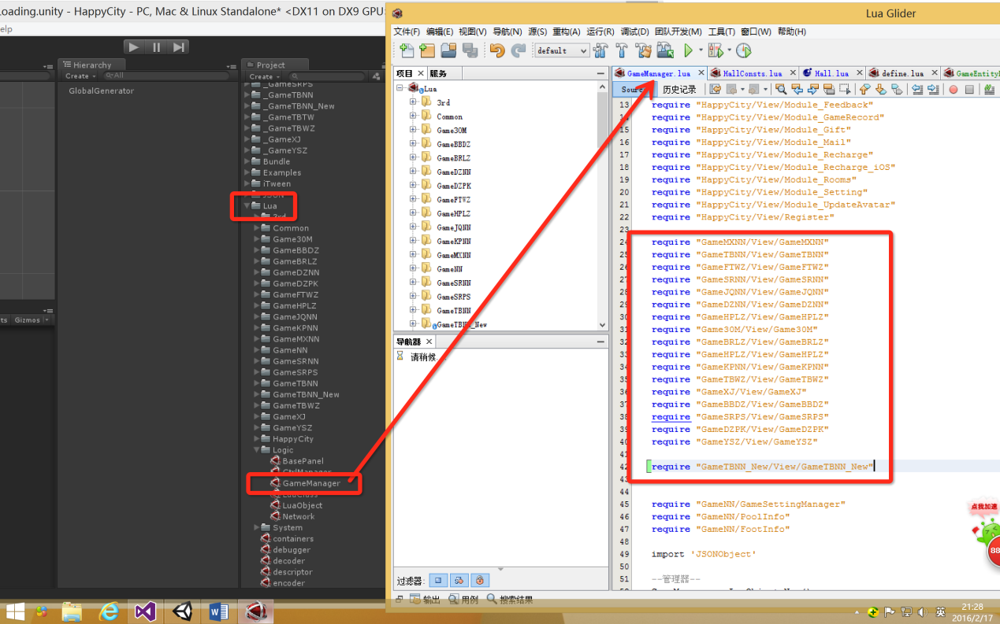 oading.unity - HappyCity - PC, Mac & Linux Standalone* <DX11 on DX9 GPU>
elp
Hierarchy
Create
All
GlobalGenerator
ts Gizmos
Project
Create
_GameSRPS
_GameTBNN
_GameTBNN_New
_GameTBTW
_GameTBWZ
_GameXJ
_GameYSZ
Bundle
Examples
iTween
JSON
Lua
3rd
Common
Game30M
GameBBDZ
GameBRLZ
GameDZNN
GameDZPK
GameFTWZ
GameHPLZ
GameJQNN
GameKPNN
GameMXNN
GameNN
GameSRNN
GameSRPS
GameTBNN
GameTBNN_New
GameTBWZ
GameXJ
GameYSZ
HappyCity
Logic
BasePanel
CtrlManager
GameManager
LuaClass
LuaObject
Network
System
containers
debugger
decoder
descriptor
encoder
Lua Glider
文件(F) 编辑(E) 视图(V) 导航(N) 源(S) 重构(A) 运行(R) 调试(D) 团队开发(M) 工具(T) 窗口(W) 帮助(H)
default
项目 服务
Lua
3rd
Common
Game30M
GameBBDZ
GameBRLZ
GameDZNN
GameDZPK
GameFTWZ
GameHPLZ
GameJQNN
GameKPNN
GameMXNN
GameNN
GameSRNN
GameSRPS
GameTBNN
GameTBNN_New
导航器
请稍候...
过滤器:
GameManager.lua HallConsts.lua Hall.lua define.lua GameEntity
Source 历史记录
13 require "HappyCity/View/Module_Feedback"
14 require "HappyCity/View/Module_GameRecord"
15 require "HappyCity/View/Module_Gift"
16 require "HappyCity/View/Module_Mail"
17 require "HappyCity/View/Module_Recharge"
18 require "HappyCity/View/Module_Recharge_iOS"
19 require "HappyCity/View/Module_Rooms"
20 require "HappyCity/View/Module_Setting"
21 require "HappyCity/View/Module_UpdateAvatar"
22 require "HappyCity/View/Register"
23
24 require "GameMXNN/View/GameMXNN"
25 require "GameTBNN/View/GameTBNN"
26 require "GameFTWZ/View/GameFTWZ"
27 require "GameSRNN/View/GameSRNN"
28 require "GameJQNN/View/GameJQNN"
29 require "GameDZNN/View/GameDZNN"
30 require "GameHPLZ/View/GameHPLZ"
31 require "Game30M/View/Game30M"
32 require "GameBRLZ/View/GameBRLZ"
33 require "GameHPLZ/View/GameHPLZ"
34 require "GameKPNN/View/GameKPNN"
35 require "GameTBWZ/View/GameTBWZ"
36 require "GameXJ/View/GameXJ"
37 require "GameBBDZ/View/GameBBDZ"
38 require "GameSRPS/View/GameSRPS"
39 require "GameDZPK/View/GameDZPK"
40 require "GameYSZ/View/GameYSZ"
41
42 require "GameTBNN_New/View/GameTBNN_New"
43
44
45 require "GameNN/GameSettingManager"
46 require "GameNN/PoolInfo"
47 require "GameNN/FootInfo"
48
49 import 'JSONObject'
50
51 --管理器--
输出 用例 搜索结果
点我加速
88
英
21:28
2016/2/17